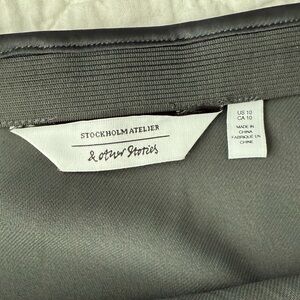 STOCKHOLM ATELIER
& other Stories
US 10
CA 10
MADE IN
CHINA
FABRIQUÉ EN
CHINE